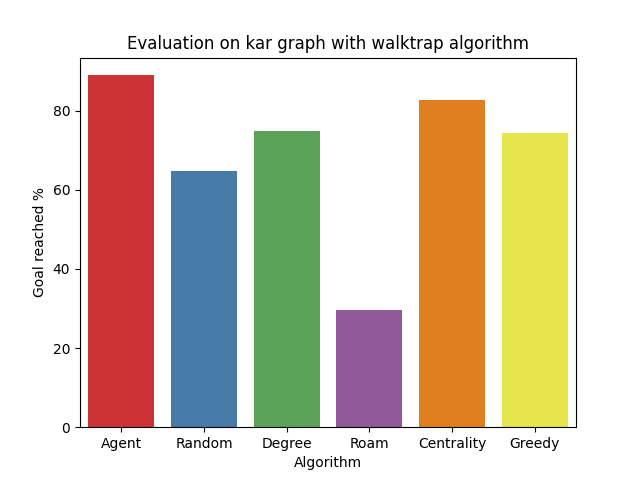 Evaluation on kar graph with walktrap algorithm
Goal reached %
80
60
40
20
0
Agent Random Degree Roam Centrality Greedy
Algorithm